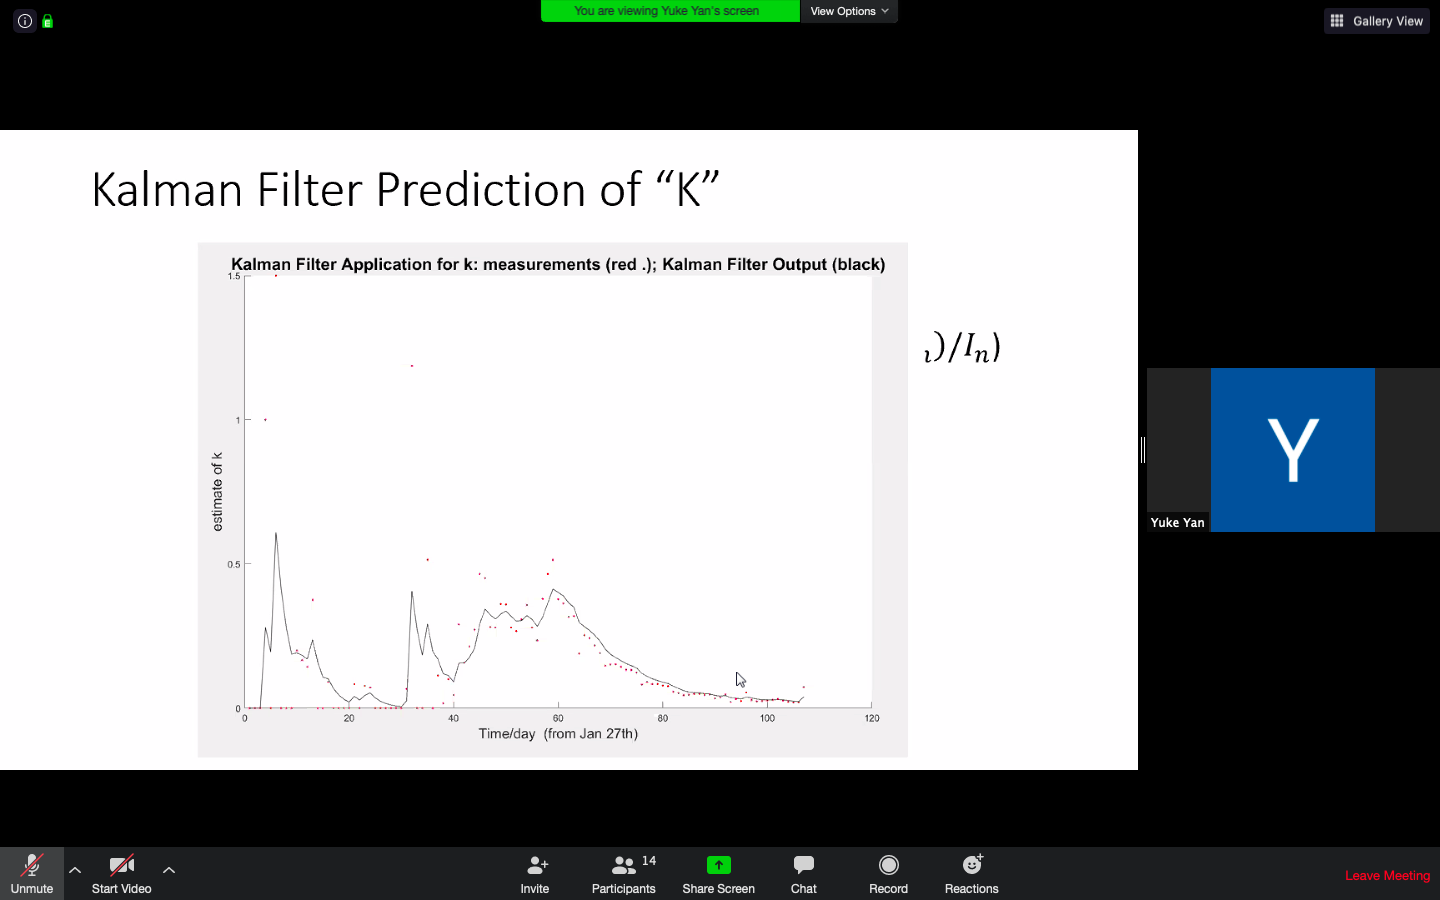 You are viewing Yuke Yan's screen
View Options
Gallery View
Kalman Filter Prediction of “K”
Kalman Filter Application for k: measurements (red .); Kalman Filter Output (black)
1.5
1
0.5
0
estimate of k
0 20 40 60 80 100 120
Time/day (from Jan 27th)
)/Iₙ)
Y
Yuke Yan
Unmute
Start Video
Invite
14
Participants
Share Screen
Chat
Record
Reactions
Leave Meeting